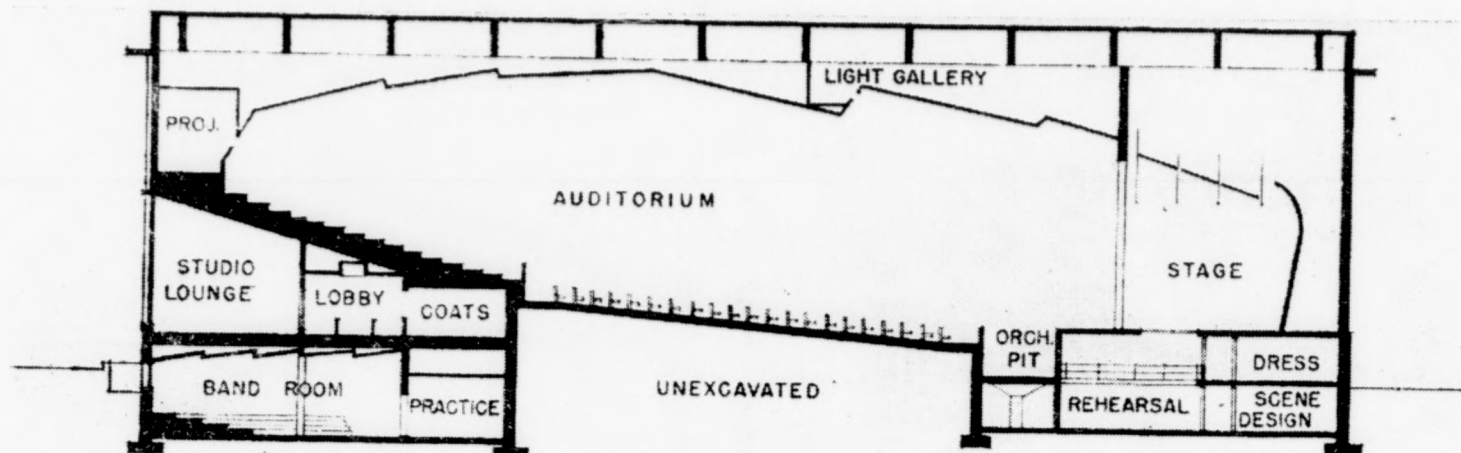 LIGHT GALLERY
PROJ.
AUDITORIUM
STUDIO
LOUNGE
LOBBY
COATS
STAGE
ORCH.
PIT
DRESS
BAND ROOM
PRACTICE
UNEXCAVATED
REHEARSAL
SCENE
DESIGN